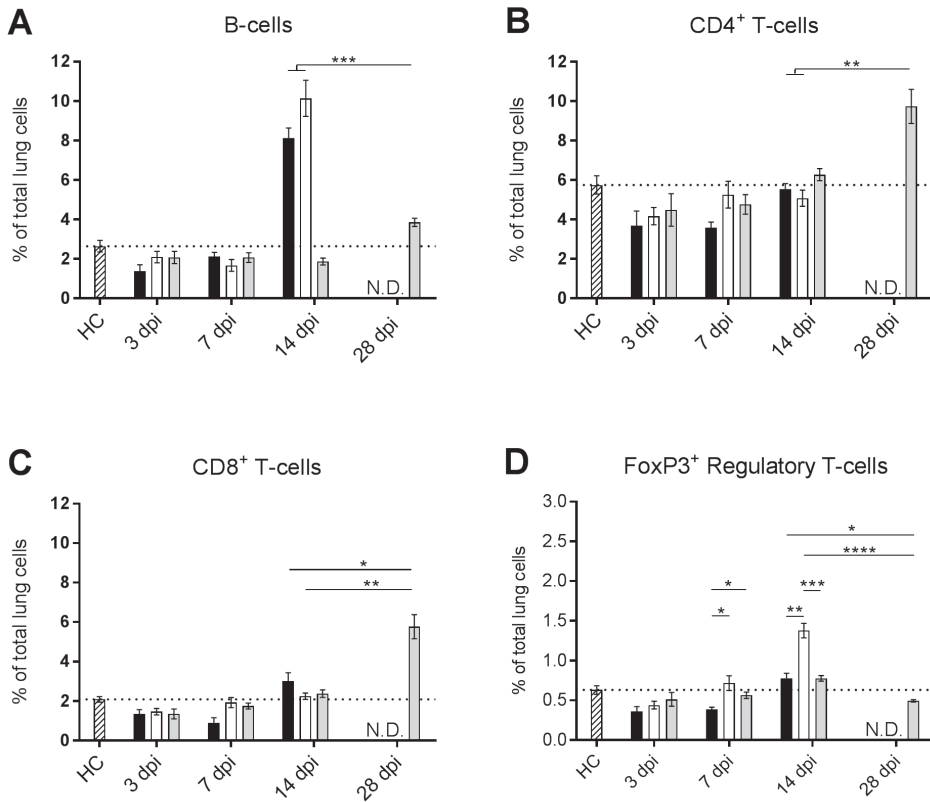 A
B-cells
% of total lung cells
12
10
8
6
4
2
0
***
N.D.
HC
3 dpi
7 dpi
14 dpi
28 dpi
B
CD4+ T-cells
% of total lung cells
12
10
8
6
4
2
0
**
N.D.
HC
3 dpi
7 dpi
14 dpi
28 dpi
C
CD8+ T-cells
% of total lung cells
12
10
8
6
4
2
0
*
**
N.D.
HC
3 dpi
7 dpi
14 dpi
28 dpi
D
FoxP3+ Regulatory T-cells
% of total lung cells
3.0
2.5
2.0
1.5
1.0
0.5
0.0
*
****
* ***
* **
N.D.
HC
3 dpi
7 dpi
14 dpi
28 dpi